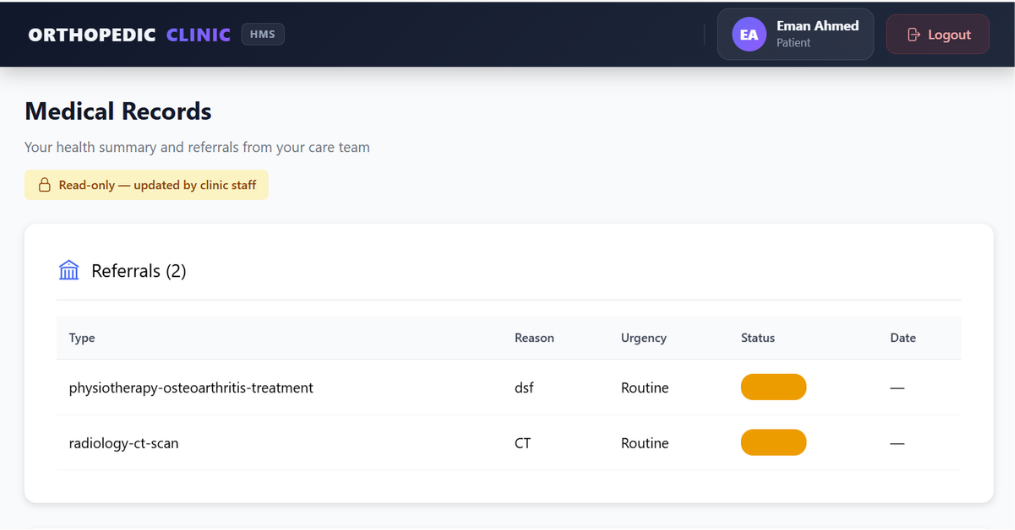 ORTHOPEDIC CLINIC HMS
EA Eman Ahmed
Patient
Logout
Medical Records
Your health summary and referrals from your care team
Read-only — updated by clinic staff
Referrals (2)
Type Reason Urgency Status Date
physiotherapy-osteoarthritis-treatment dsf Routine —
radiology-ct-scan CT Routine —